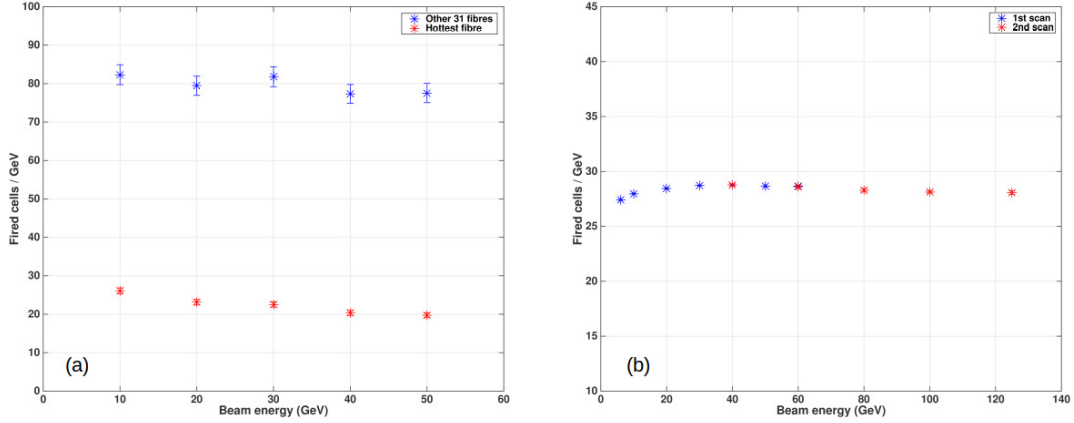 Other 31 fibres
Hottest fibre
100
90
80
70
60
50
40
30
20
10
0
Fired cells / GeV
(a)
0 10 20 30 40 50 60
Beam energy (GeV)
1st scan
2nd scan
45
40
35
30
25
20
15
10
Fired cells / GeV
(b)
0 20 40 60 80 100 120 140
Beam energy (GeV)